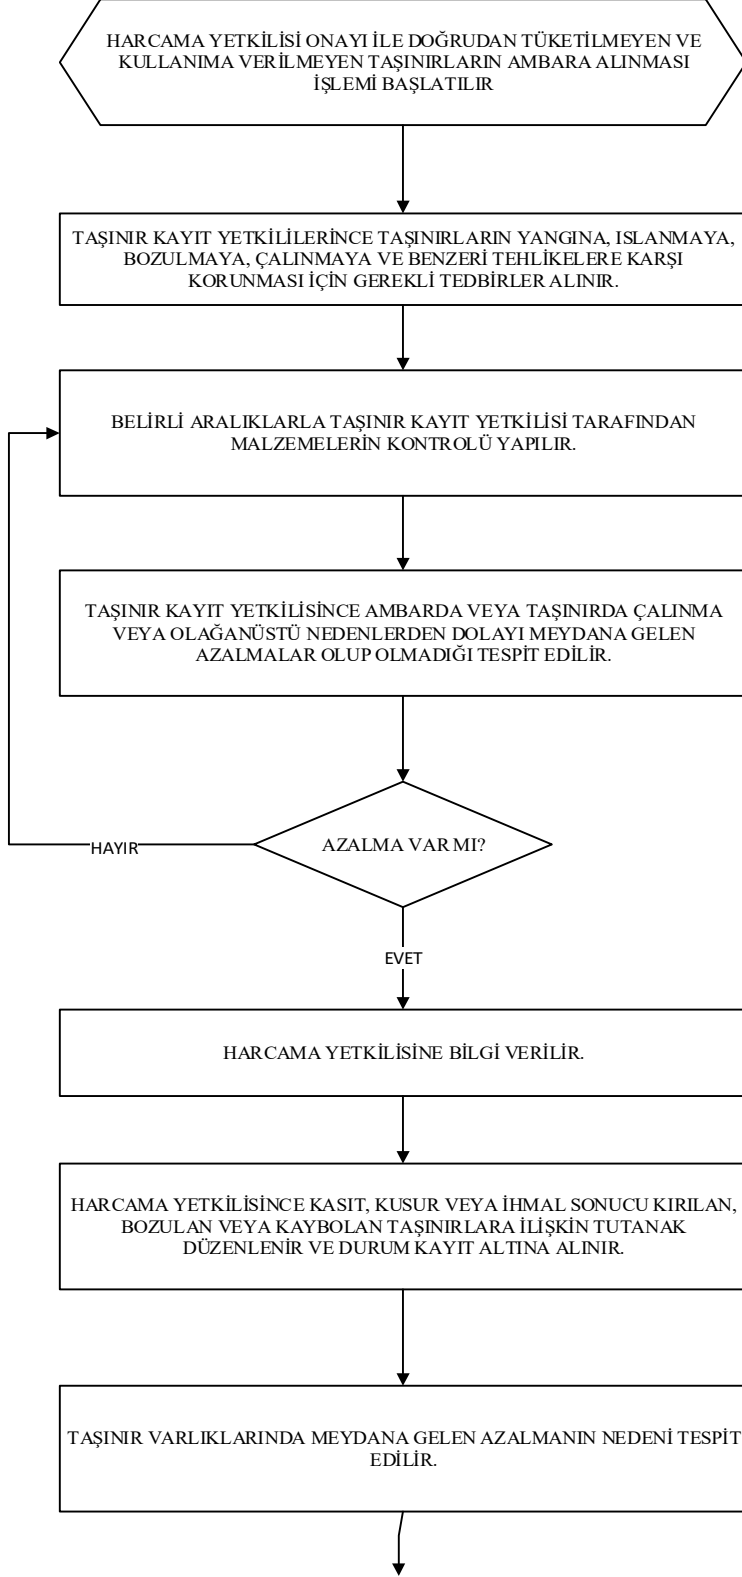 HARCAMA YETKİLİSİ ONAYI İLE DOĞRUDAN TÜKETİLMEYEN VE
KULLANIMA VERİLMEYEN TAŞINIRLARIN AMBARA ALINMASI
İŞLEMİ BAŞLATILIR
TAŞINIR KAYIT YETKİLİLERİNCE TAŞINIRLARIN YANGINA, ISLANMAYA,
BOZULMAYA, ÇALINMAYA VE BENZERİ TEHLİKELERE KARŞI
KORUNMASI İÇİN GEREKLİ TEDBİRLER ALINIR.
BELİRLİ ARALIKLARLA TAŞINIR KAYIT YETKİLİSİ TARAFINDAN
MALZEMELERİN KONTROLÜ YAPILIR.
TAŞINIR KAYIT YETKİLİSİNCE AMBARDA VEYA TAŞINIRDA ÇALINMA
VEYA OLAĞANÜSTÜ NEDENLERDEN DOLAYI MEYDANA GELEN
AZALMALAR OLUP OLMADIĞI TESPİT EDİLİR.
AZALMA VAR MI?
HAYIR
EVET
HARCAMA YETKİLİSİNE BİLGİ VERİLİR.
HARCAMA YETKİLİSİNCE KASIT, KUSUR VEYA İHMAL SONUCU KIRILAN,
BOZULAN VEYA KAYBOLAN TAŞINIRLARA İLİŞKİN TUTANAK
DÜZENLENİR VE DURUM KAYIT ALTINA ALINIR.
TAŞINIR VARLIKLARINDA MEYDANA GELEN AZALMANIN NEDENİ TESPİT
EDİLİR.